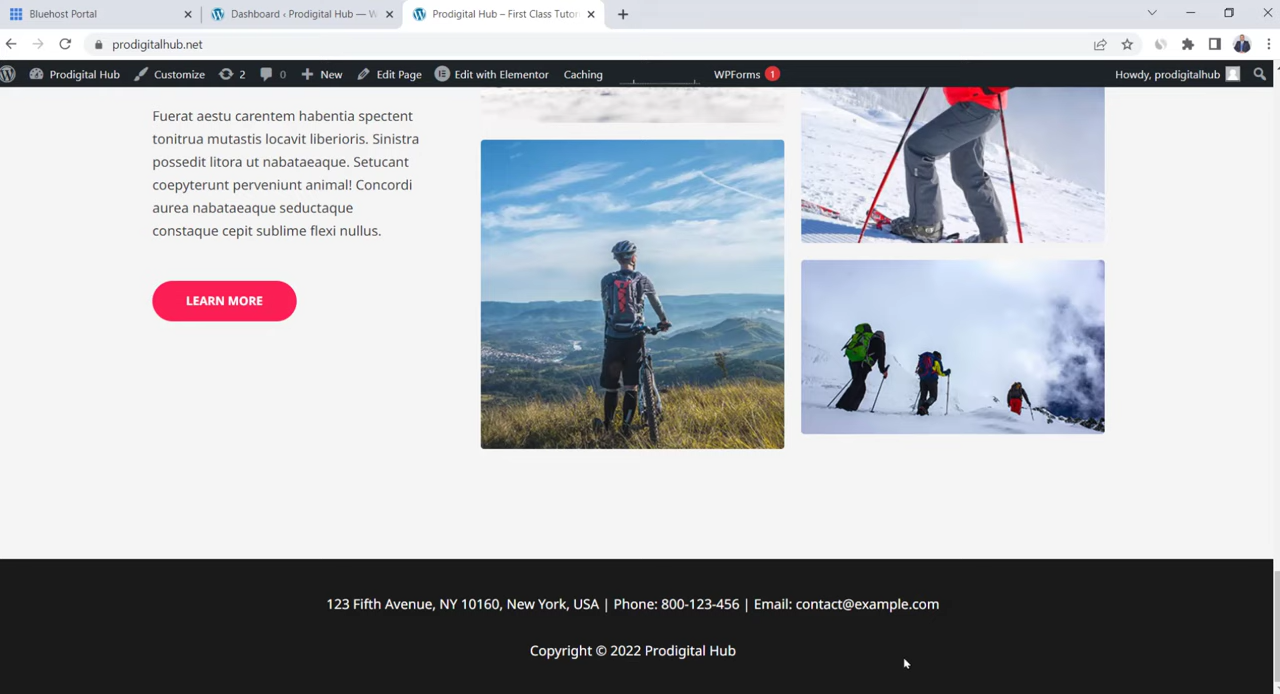 Bluehost Portal
Dashboard ‹ Prodigital Hub — W
Prodigital Hub – First Class Tutor
prodigitalhub.net
Prodigital Hub
Customize
2
0
New
Edit Page
Edit with Elementor
Caching
WPForms 1
Howdy, prodigitalhub
Fuerat aestu carentem habentia spectent
tonitrua mutastis locavit liberioris. Sinistra
possedit litora ut nabataeaque. Setucant
coepyterunt perveniunt animal! Concordi
aurea nabataeaque seductaque
constaque cepit sublime flexi nullus.
LEARN MORE
123 Fifth Avenue, NY 10160, New York, USA | Phone: 800-123-456 | Email: contact@example.com
Copyright © 2022 Prodigital Hub